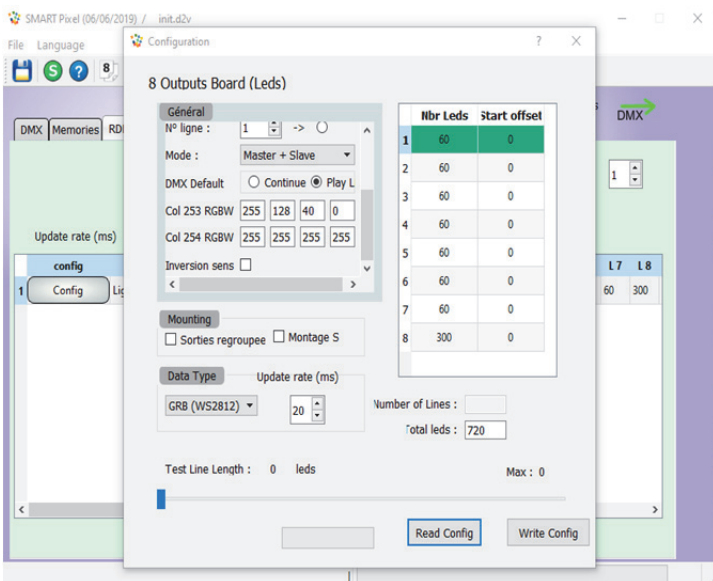 SMART Pixel (06/06/2019) / init.d2v
File Language
Configuration ? ×
S ? 8
8 Outputs Board (Leds)
DMX
DMX Memories RDI
Général
N° ligne : 1 -> 
Mode : Master + Slave
DMX Default Continue Play L
Col 253 RGBW 255 128 40 0
Col 254 RGBW 255 255 255 255
Inversion sens
Nbr Leds Start offset
1 60 0
2 60 0
3 60 0
4 60 0
5 60 0
6 60 0
7 60 0
8 300 0
1
Update rate (ms)
config
1 Config Lig
L 7 L 8
60 300
Mounting
Sorties regroupee Montage S
Data Type Update rate (ms)
GRB (WS2812) 20
Number of Lines :
Total leds : 720
Test Line Length : 0 leds Max : 0
Read Config Write Config